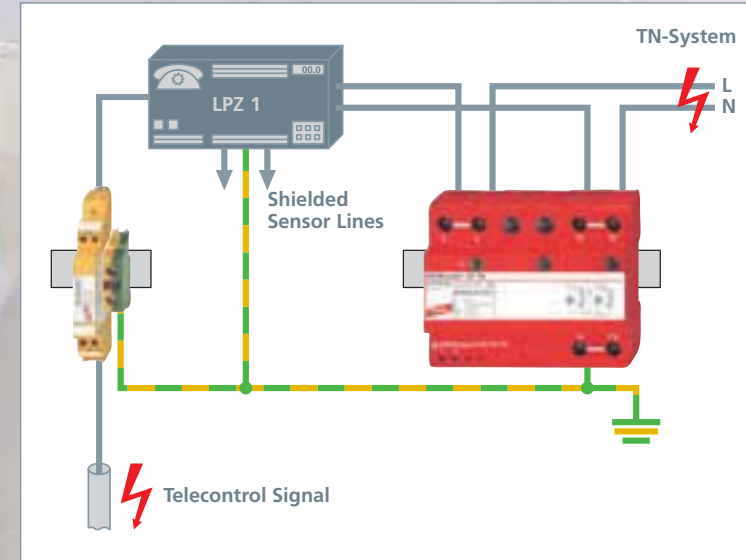 TN-System
L
N
00.0
LPZ 1
Shielded
Sensor Lines
Telecontrol Signal